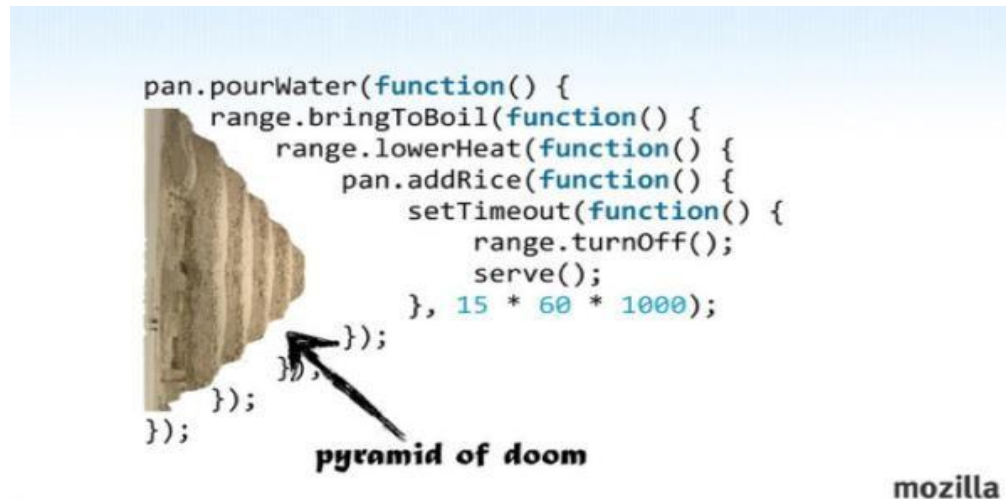 pan.pourWater(function() {
range.bringToBoil(function() {
range.lowerHeat(function() {
pan.addRice(function() {
setTimeout(function() {
range.turnOff();
serve();
}, 15 * 60 * 1000);
});
});
});
});
pyramid of doom
mozilla